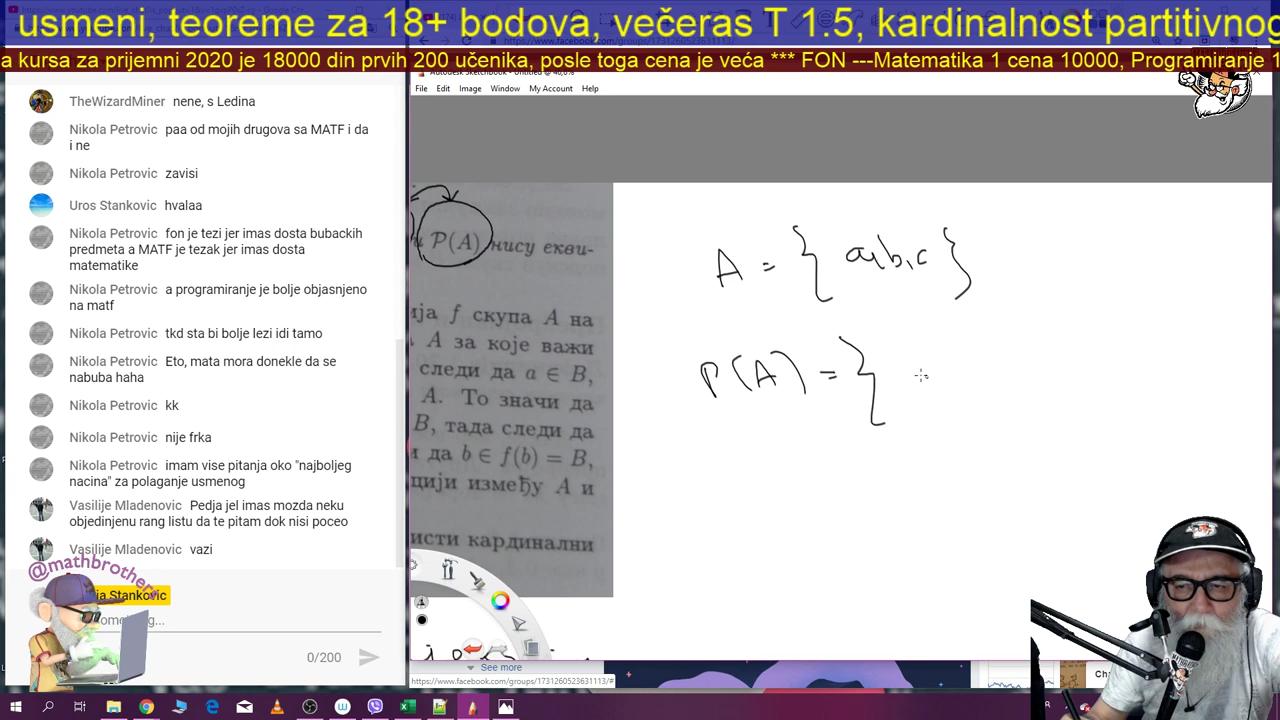 usmeni, teoreme za 18+ bodova, večeras T 1.5, kardinalnost partitivnog
a kursa za prijemni 2020 je 18000 din prvih 200 učenika, posle toga cena je veća *** FON ---Matematika 1 cena 10000, Programiranje 1
File Edit Image Window My Account Help
TheWizardMiner nene, s Ledina
Nikola Petrovic paa od mojih drugova sa MATF i da
i ne
Nikola Petrovic zavisi
Uros Stankovic hvalaa
Nikola Petrovic fon je tezi jer imas dosta bubackih
predmeta a MATF je tezak jer imas dosta
matematike
Nikola Petrovic a programiranje je bolje objasnjeno
na matf
Nikola Petrovic tkd sta bi bolje lezi idi tamo
Nikola Petrovic Eto, mata mora donekle da se
nabuba haha
Nikola Petrovic kk
Nikola Petrovic nije frka
Nikola Petrovic imam vise pitanja oko "najboljeg
nacina" za polaganje usmenog
Vasilije Mladenovic Pedja jel imas mozda neku
objedinjenu rang listu da te pitam dok nisi poceo
Vasilije Mladenovic vazi
@mathbrothers
Stankovic
0/200
P(A) нису екви-
ија f скупа A на
A за које важи
следи да a ∈ B,
A. То значи да
B, тада следи да
и да b ∈ f(b) = B,
ције између A и
исти кардинални
A = { a, b, c }
P(A) = {
See more
https://www.facebook.com/groups/1731260523631113/#